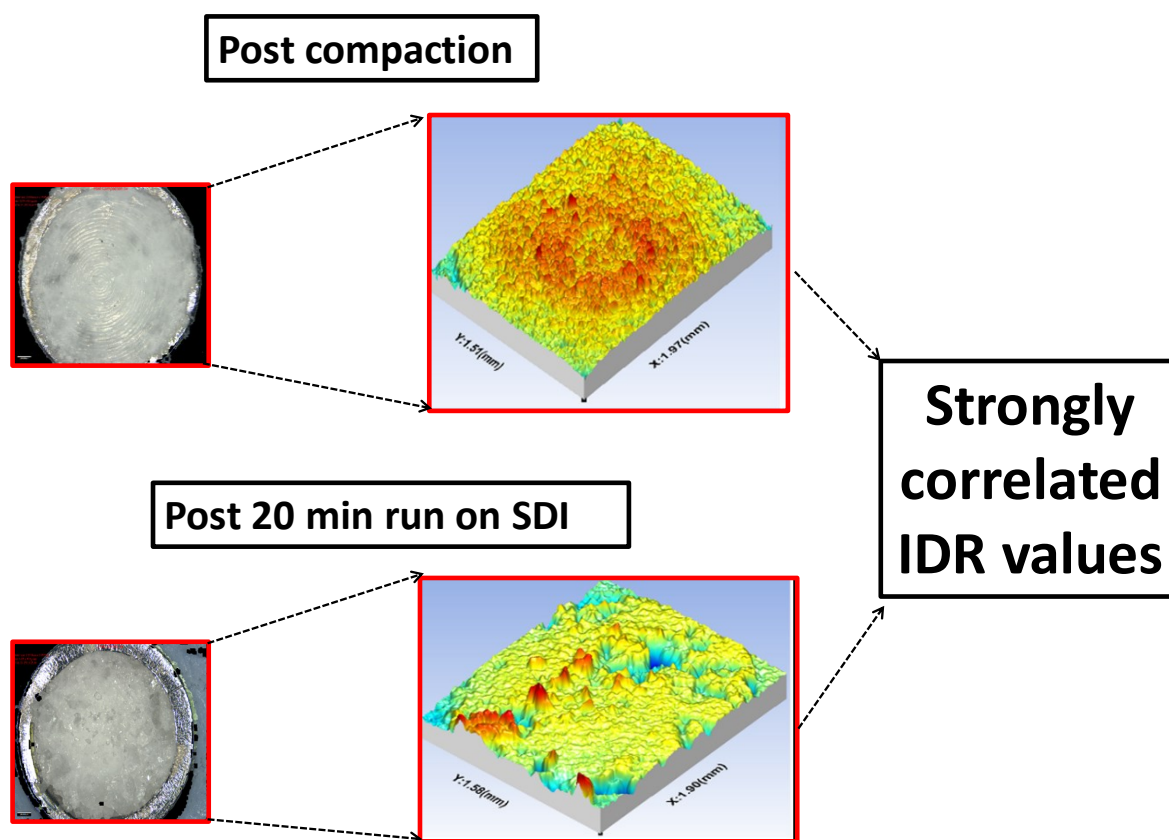 Post compaction
Y:1.51(mm)
X:1.97(mm)
Strongly
correlated
IDR values
Post 20 min run on SDI
Y:1.58(mm)
X:1.90(mm)